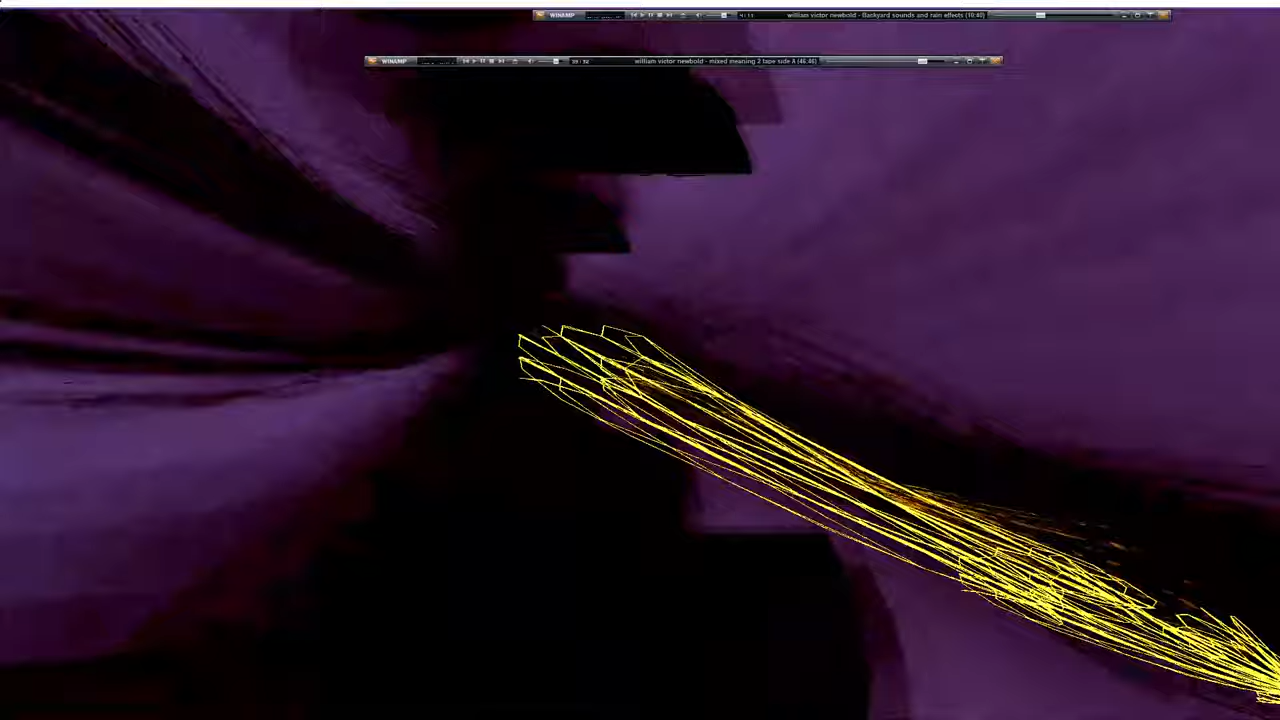 WINAMP william victor newbold - Backyard sounds and rain effects (10:40)
WINAMP william victor newbold - mixed meaning 2 tape side A (46:46)